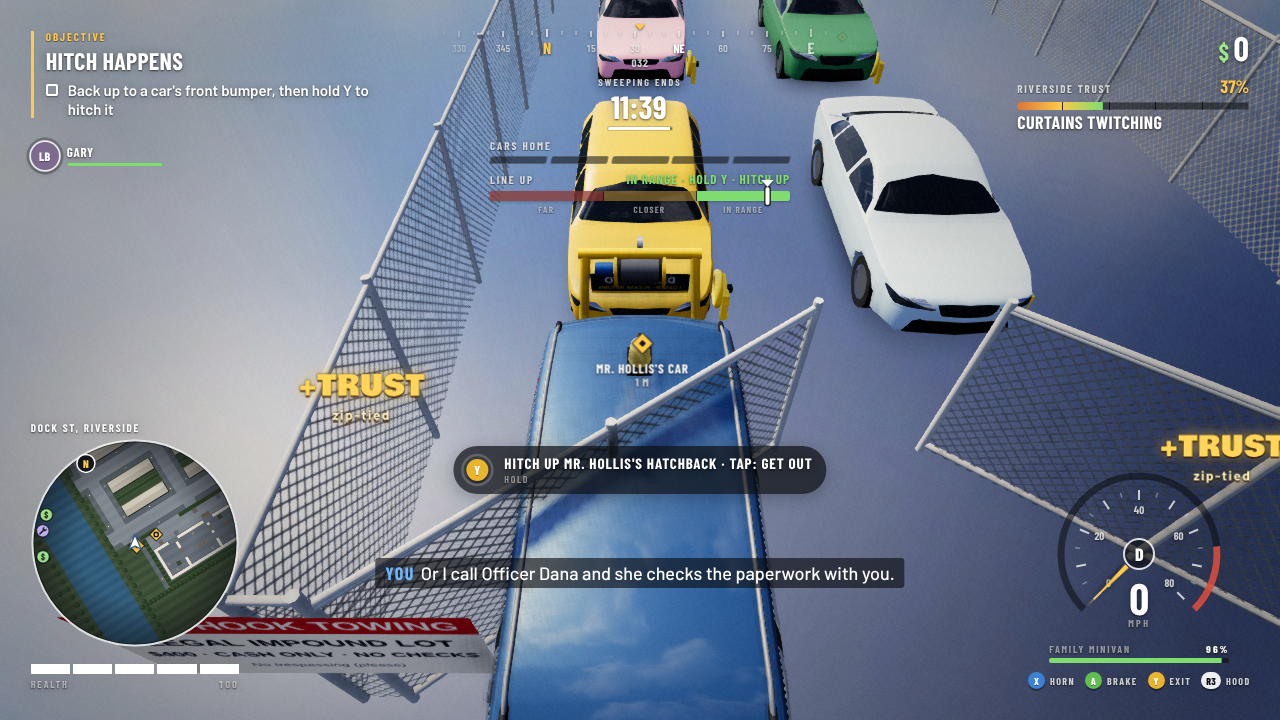 OBJECTIVE
HITCH HAPPENS
Back up to a car's front bumper, then hold Y to
hitch it
LB
GARY
330 345 N 15 30 NE 60 75 E
032
SWEEPING ENDS
11:39
CARS HOME
LINE UP
IN RANGE · HOLD Y · HITCH UP
FAR CLOSER IN RANGE
$ 0
RIVERSIDE TRUST 37%
CURTAINS TWITCHING
MR. HOLLIS'S CAR
1 M
+TRUST
zip-tied
+TRUST
zip-tied
Y
HITCH UP MR. HOLLIS'S HATCHBACK · TAP: GET OUT
HOLD
YOU Or I call Officer Dana and she checks the paperwork with you.
DOCK ST, RIVERSIDE
N
$
$
HOOK TOWING
EGAL IMPOUND LOT
$400 · CASH ONLY · NO CHECKS
No trespassing (please)
HEALTH 100
0 20 40 60 80
D
0
MPH
FAMILY MINIVAN 96%
X HORN A BRAKE Y EXIT R3 HOOD